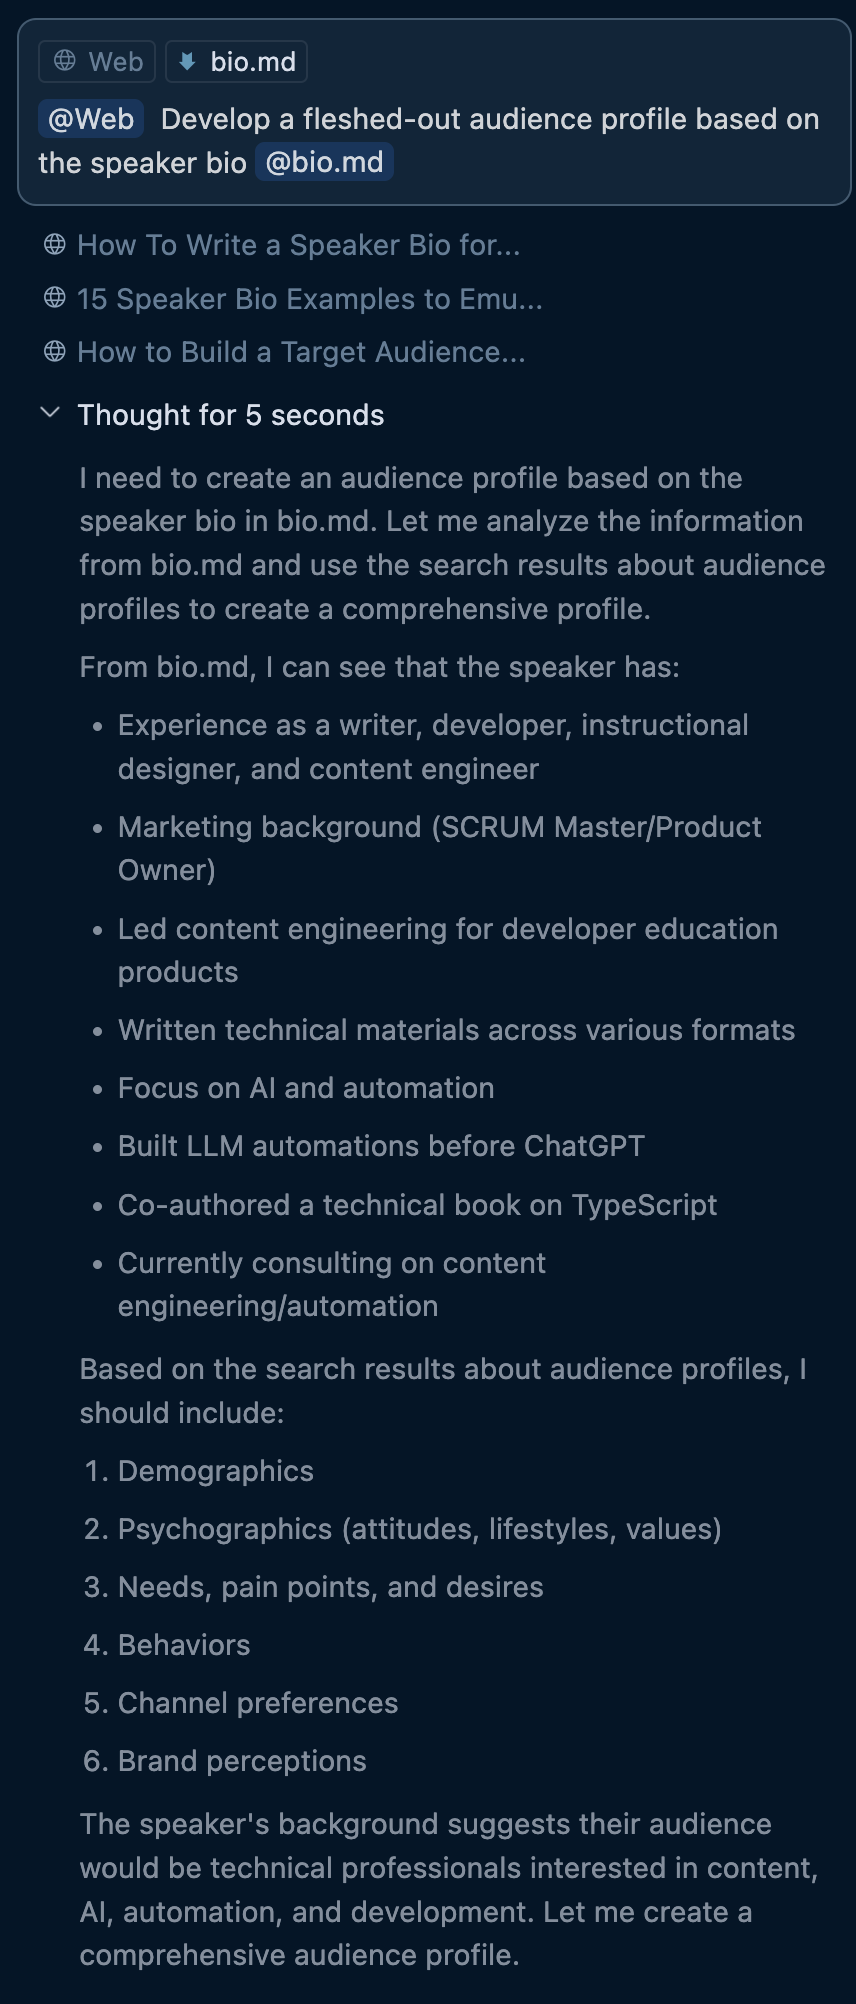 Web bio.md
@Web Develop a fleshed-out audience profile based on
the speaker bio @bio.md
How To Write a Speaker Bio for...
15 Speaker Bio Examples to Emu...
How to Build a Target Audience...
Thought for 5 seconds
I need to create an audience profile based on the
speaker bio in bio.md. Let me analyze the information
from bio.md and use the search results about audience
profiles to create a comprehensive profile.
From bio.md, I can see that the speaker has:
• Experience as a writer, developer, instructional
designer, and content engineer
• Marketing background (SCRUM Master/Product
Owner)
• Led content engineering for developer education
products
• Written technical materials across various formats
• Focus on AI and automation
• Built LLM automations before ChatGPT
• Co-authored a technical book on TypeScript
• Currently consulting on content
engineering/automation
Based on the search results about audience profiles, I
should include:
1. Demographics
2. Psychographics (attitudes, lifestyles, values)
3. Needs, pain points, and desires
4. Behaviors
5. Channel preferences
6. Brand perceptions
The speaker's background suggests their audience
would be technical professionals interested in content,
AI, automation, and development. Let me create a
comprehensive audience profile.